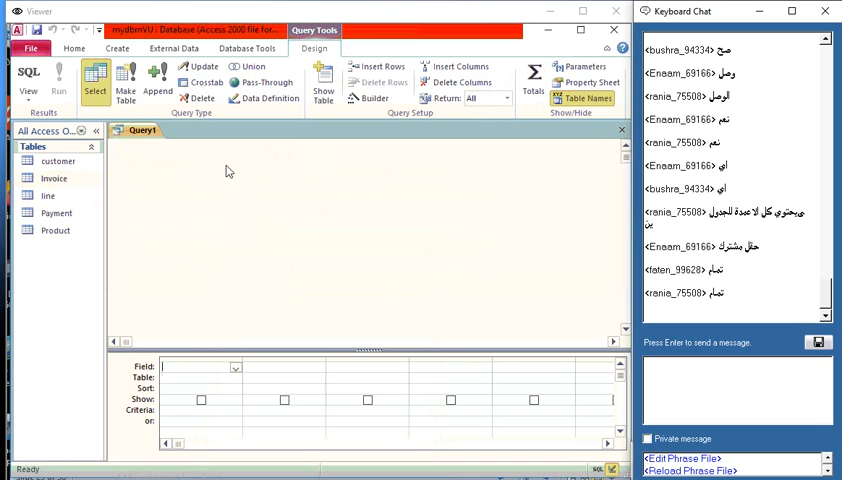 Viewer
mydbmVU : Database (Access 2000 file for...
Query Tools
File
Home
Create
External Data
Database Tools
Design
SQL
View
Run
Select
Make
Table
Append
Update
Crosstab
Delete
Union
Pass-Through
Data Definition
Show
Table
Insert Rows
Delete Rows
Builder
Insert Columns
Delete Columns
Return: All
Totals
Parameters
Property Sheet
Table Names
Results
Query Type
Query Setup
Show/Hide
All Access O...
Tables
customer
Invoice
line
Payment
Product
Query1
Field:
Table:
Sort:
Show:
Criteria:
or:
Ready
SQL
Keyboard Chat
<bushra_94334> صح
<Enaam_69166> وصل
<rania_75508> الوصل
<Enaam_69166> نعم
<rania_75508> نعم
<Enaam_69166> اي
<bushra_94334> اي
<rania_75508> يحتوي كل الاعمدة للجدولى
ين
<Enaam_69166> حقل مشترك
<faten_99628> تمام
<rania_75508> تمام
Press Enter to send a message.
Private message
<Edit Phrase File>
<Reload Phrase File>